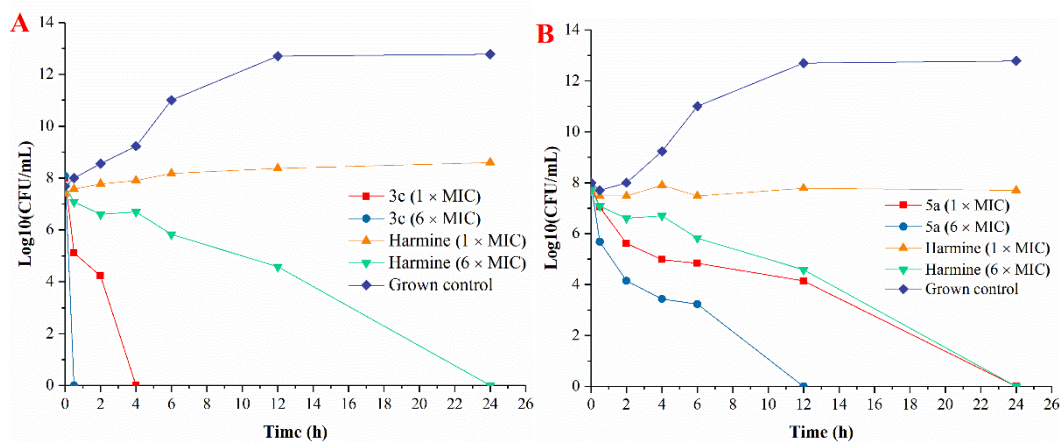 A
14
12
10
8
6
4
2
0
Log10(CFU/mL)
3c (1 × MIC)
3c (6 × MIC)
Harmine (1 × MIC)
Harmine (6 × MIC)
Grown control
0 2 4 6 8 10 12 14 16 18 20 22 24 26
Time (h)
B
14
12
10
8
6
4
2
0
Log10(CFU/mL)
5a (1 × MIC)
5a (6 × MIC)
Harmine (1 × MIC)
Harmine (6 × MIC)
Grown control
0 2 4 6 8 10 12 14 16 18 20 22 24 26
Time (h)